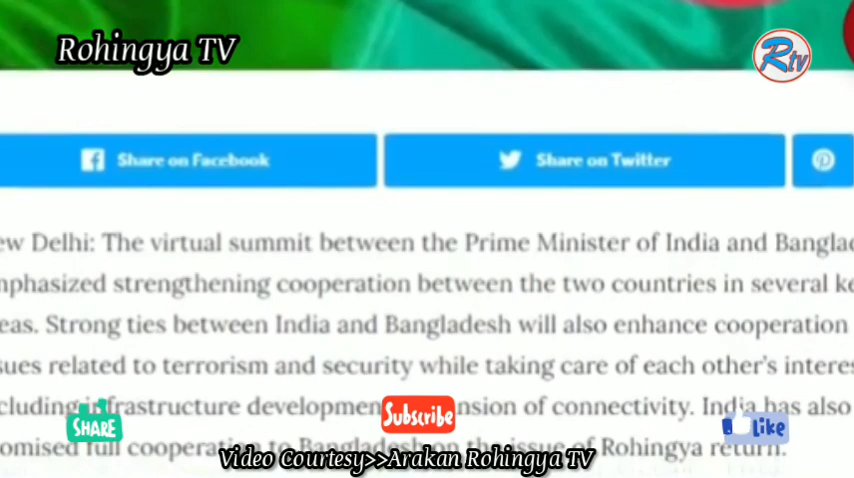 Rohingya TV
Rtv
Share on Facebook
Share on Twitter
ew Delhi: The virtual summit between the Prime Minister of India and Banglad
mphasized strengthening cooperation between the two countries in several ke
eas. Strong ties between India and Bangladesh will also enhance cooperation
sues related to terrorism and security while taking care of each other's interes
cluding infrastructure developmen nsion of connectivity. India has also
SHARE
Subscribe
like
omised full cooperation to Bangladesh on the issue of Rohingya return.
Video Courtesy>>Arakan Rohingya TV